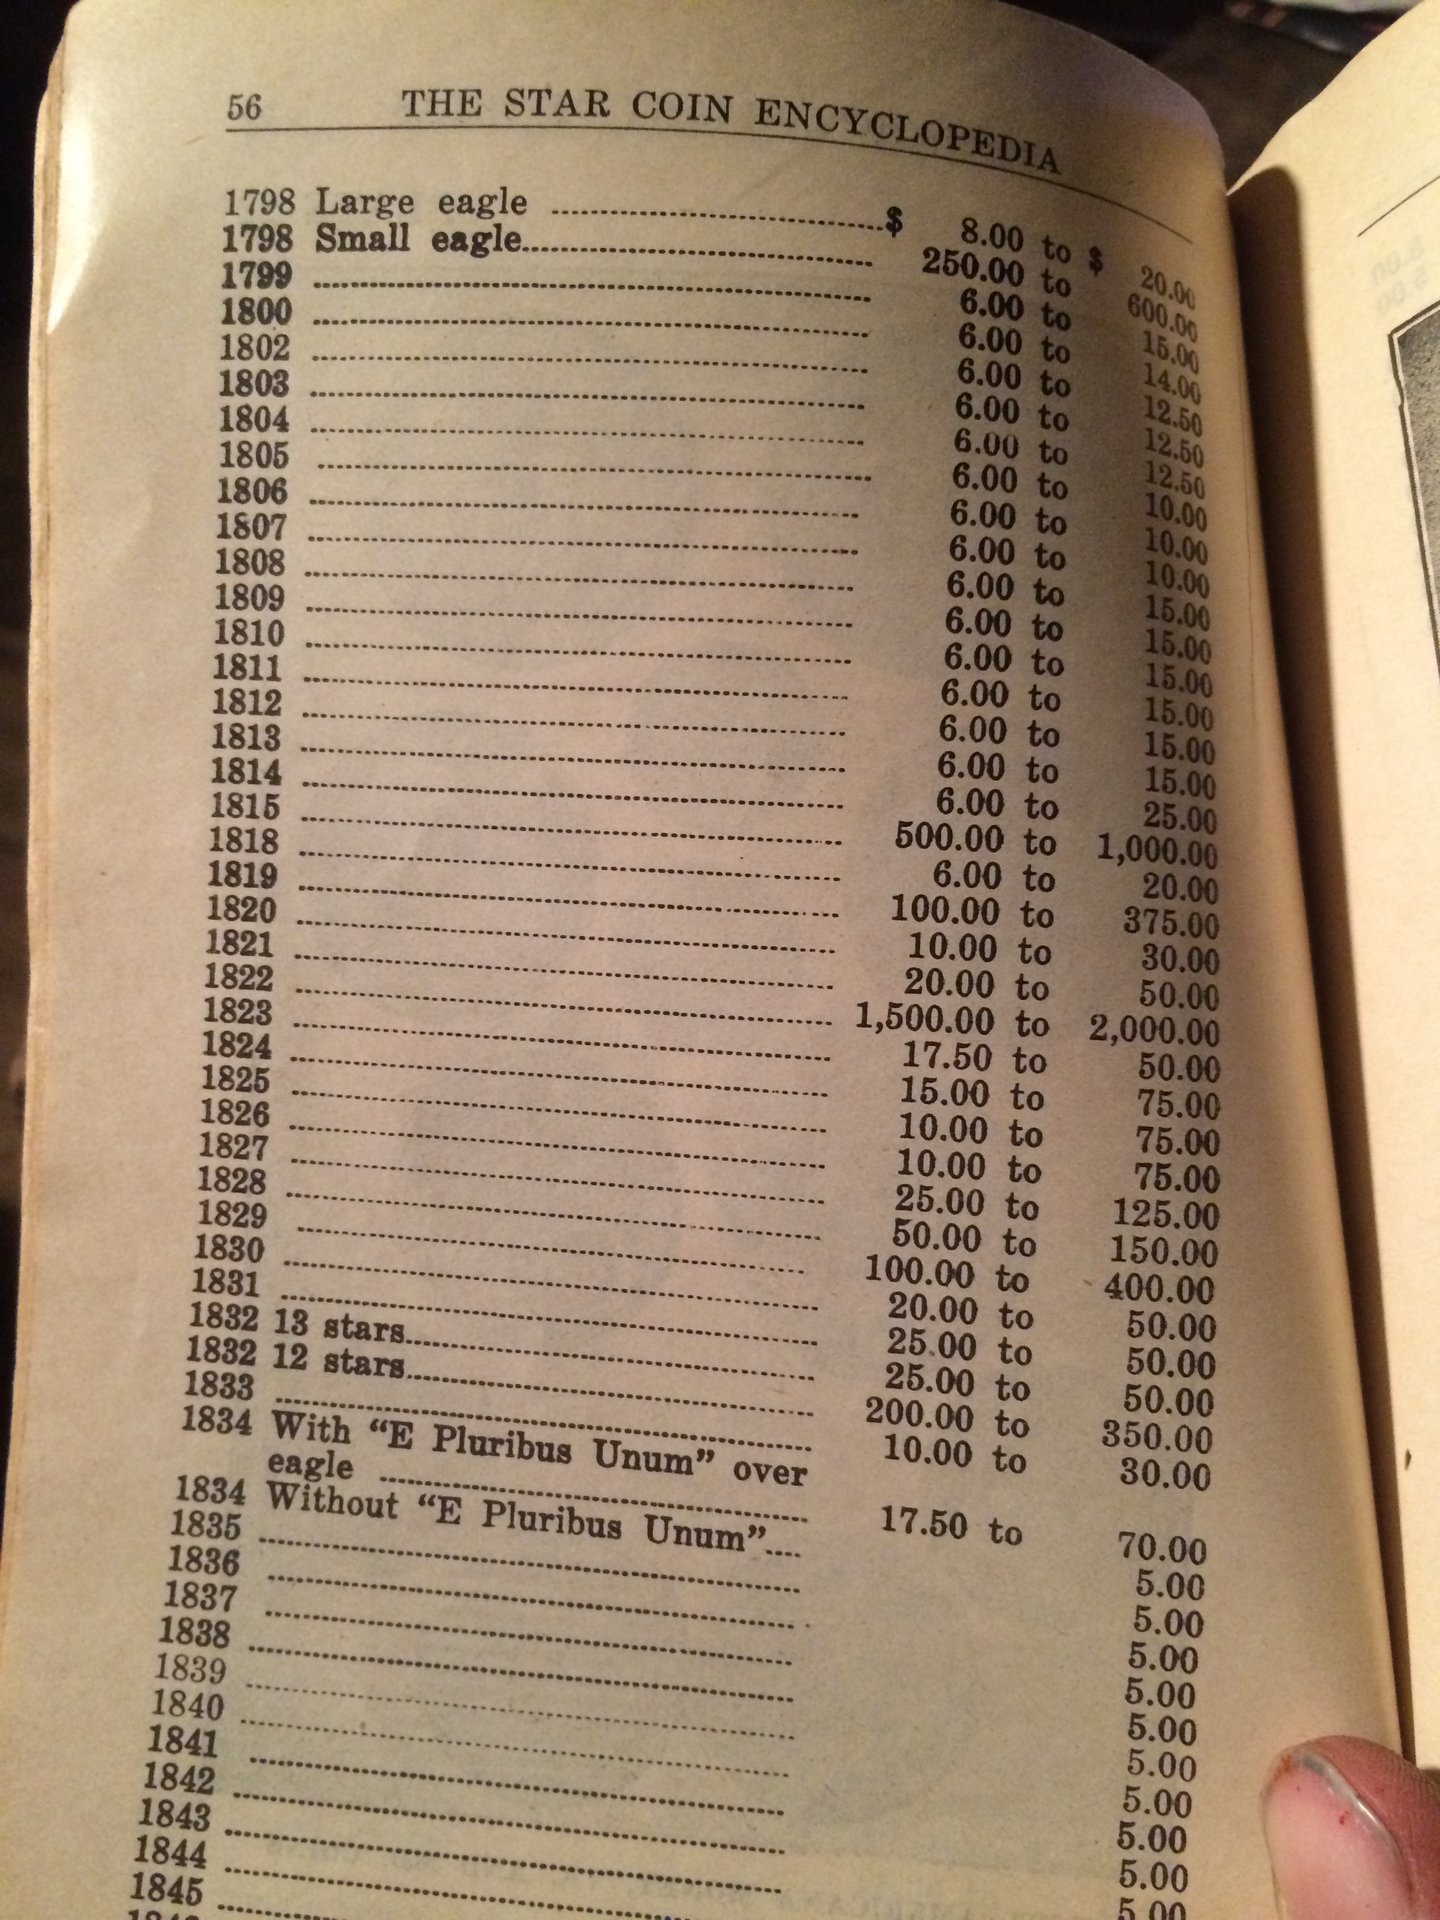 56 THE STAR COIN ENCYCLOPEDIA
1798 Large eagle ........ $ 8.00 to $ 20.00
1798 Small eagle ........ 250.00 to 600.00
1799 ........ 6.00 to 15.00
1800 ........ 6.00 to 14.00
1802 ........ 6.00 to 12.50
1803 ........ 6.00 to 12.50
1804 ........ 6.00 to 12.50
1805 ........ 6.00 to 10.00
1806 ........ 6.00 to 10.00
1807 ........ 6.00 to 10.00
1808 ........ 6.00 to 15.00
1809 ........ 6.00 to 15.00
1810 ........ 6.00 to 15.00
1811 ........ 6.00 to 15.00
1812 ........ 6.00 to 15.00
1813 ........ 6.00 to 15.00
1814 ........ 6.00 to 25.00
1815 ........ 500.00 to 1,000.00
1818 ........ 6.00 to 20.00
1819 ........ 100.00 to 375.00
1820 ........ 10.00 to 30.00
1821 ........ 20.00 to 50.00
1822 ........ 1,500.00 to 2,000.00
1823 ........ 17.50 to 50.00
1824 ........ 15.00 to 75.00
1825 ........ 10.00 to 75.00
1826 ........ 10.00 to 75.00
1827 ........ 25.00 to 125.00
1828 ........ 50.00 to 150.00
1829 ........ 100.00 to 400.00
1830 ........ 20.00 to 50.00
1831 ........ 25.00 to 50.00
1832 13 stars ........ 25.00 to 50.00
1832 12 stars ........ 200.00 to 350.00
1833 ........ 10.00 to 30.00
1834 With “E Pluribus Unum” over
eagle ........ 17.50 to 70.00
1834 Without “E Pluribus Unum” .... 5.00
1835 ........ 5.00
1836 ........ 5.00
1837 ........ 5.00
1838 ........ 5.00
1839 ........ 5.00
1840 ........ 5.00
1841 ........ 5.00
1842 ........ 5.00
1843 ........ 5.00
1844 ........
1845 ........